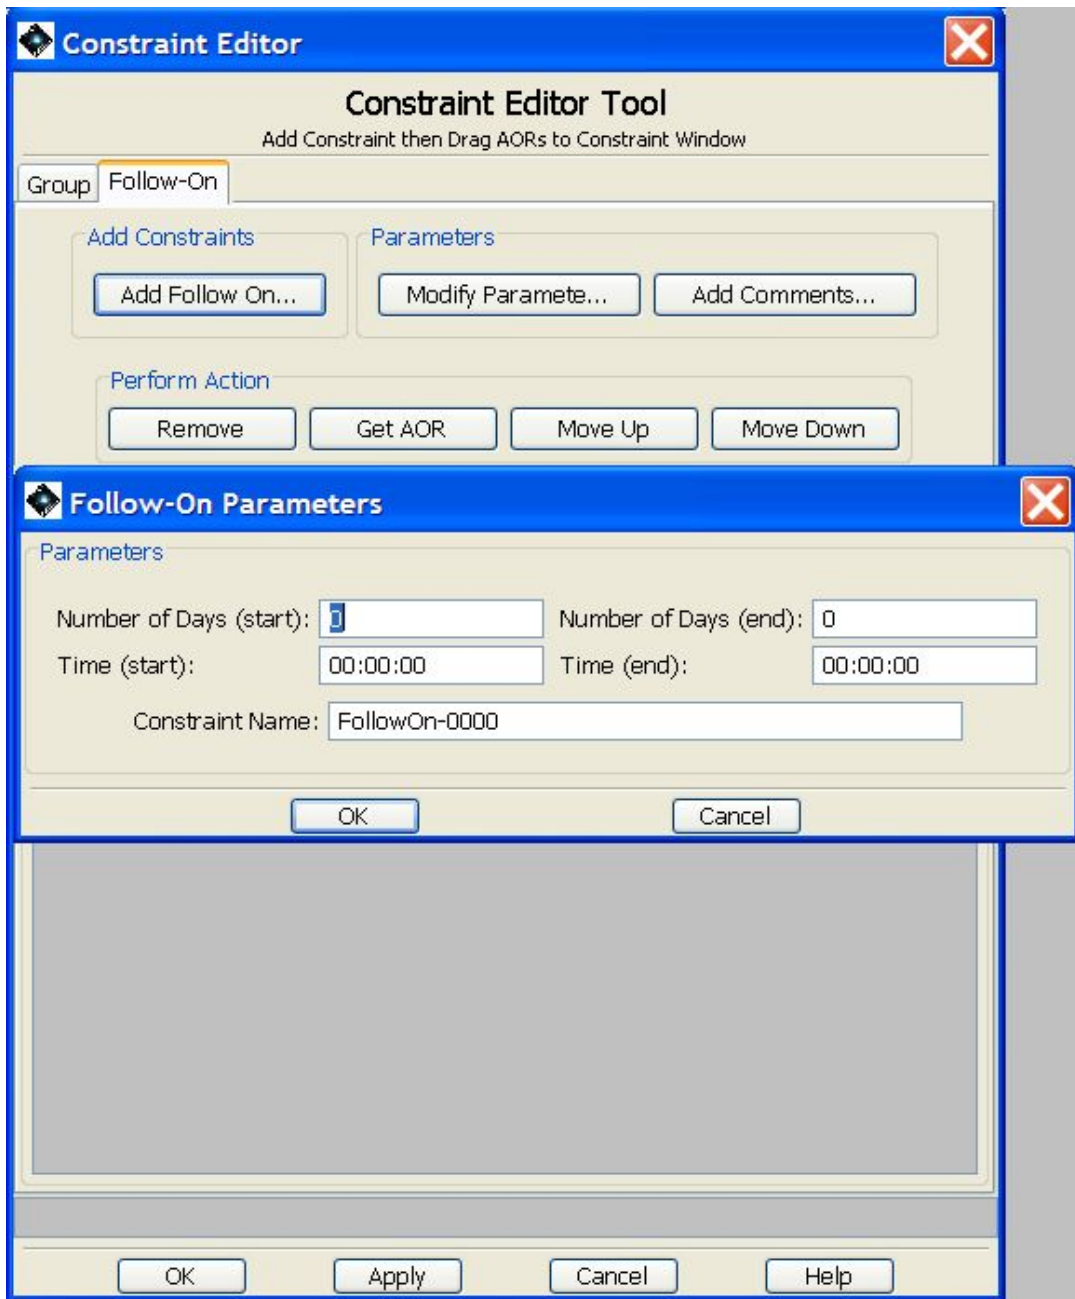 Constraint Editor
Constraint Editor Tool
Add Constraint then Drag AORs to Constraint Window
Group Follow-On
Add Constraints Parameters
Add Follow On... Modify Paramete... Add Comments...
Perform Action
Remove Get AOR Move Up Move Down
Follow-On Parameters
Parameters
Number of Days (start): 0 Number of Days (end): 0
Time (start): 00:00:00 Time (end): 00:00:00
Constraint Name: FollowOn-0000
OK Cancel
OK Apply Cancel Help